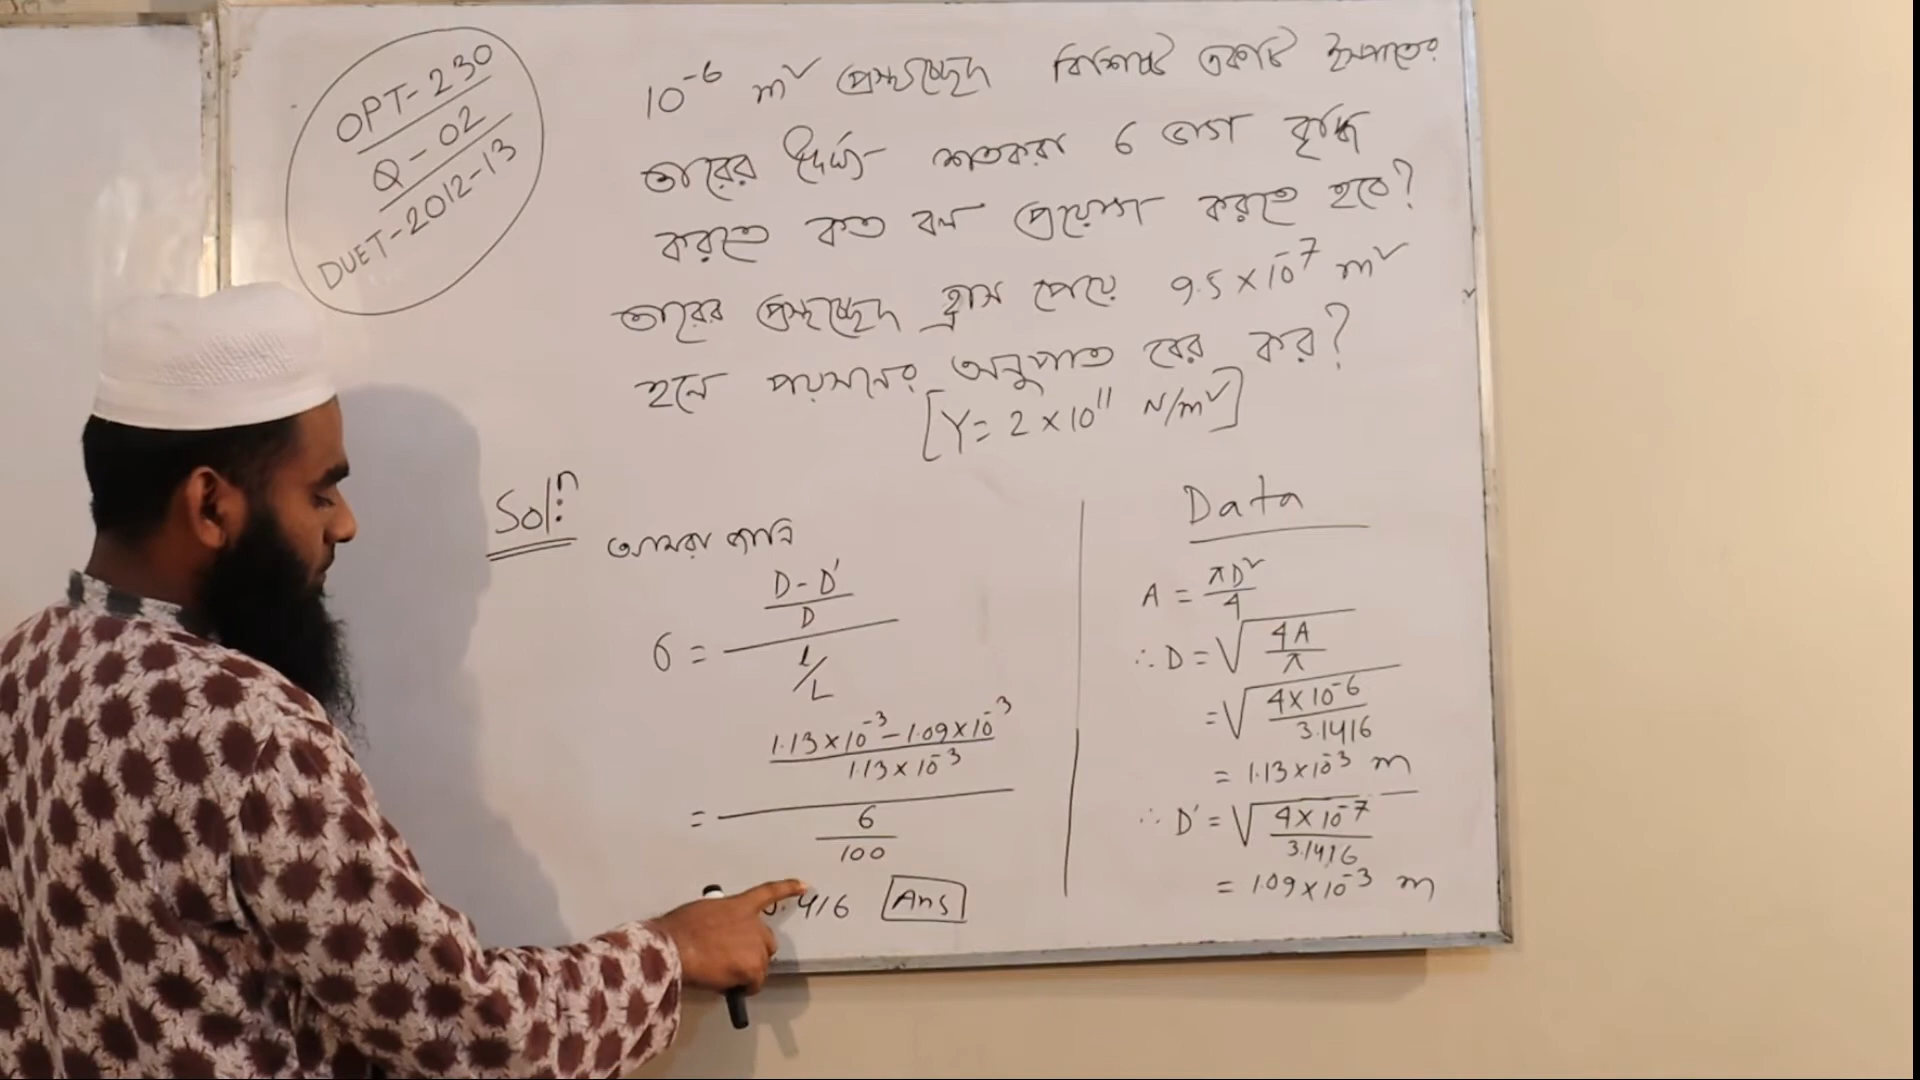 OPT-230
Q-02
DUET-2012-13
10⁻⁶ m² প্রস্থচ্ছেদ বিশিষ্ট একটি ইস্পাতের
তারের দৈর্ঘ্য শতকরা 6 ভাগ বৃদ্ধি
করতে কত বল প্রয়োগ করতে হবে?
তারের প্রস্থচ্ছেদ হ্রাস পেয়ে 9.5×10⁻⁷ m²
হলে পয়সনের অনুপাত বের কর?
[Y= 2×10¹¹ N/m²]
Solⁿ:
আমরা জানি
σ = ((D-D')/D) / (l/L)
= ((1.13×10⁻³-1.09×10⁻³)/(1.13×10⁻³)) / (6/100)
416 Ans
Data
A = πD²/4
∴ D = √(4A/π)
= √(4×10⁻⁶/3.1416)
= 1.13×10⁻³ m
∴ D' = √(4×10⁻⁷/3.1416)
= 1.09×10⁻³ m